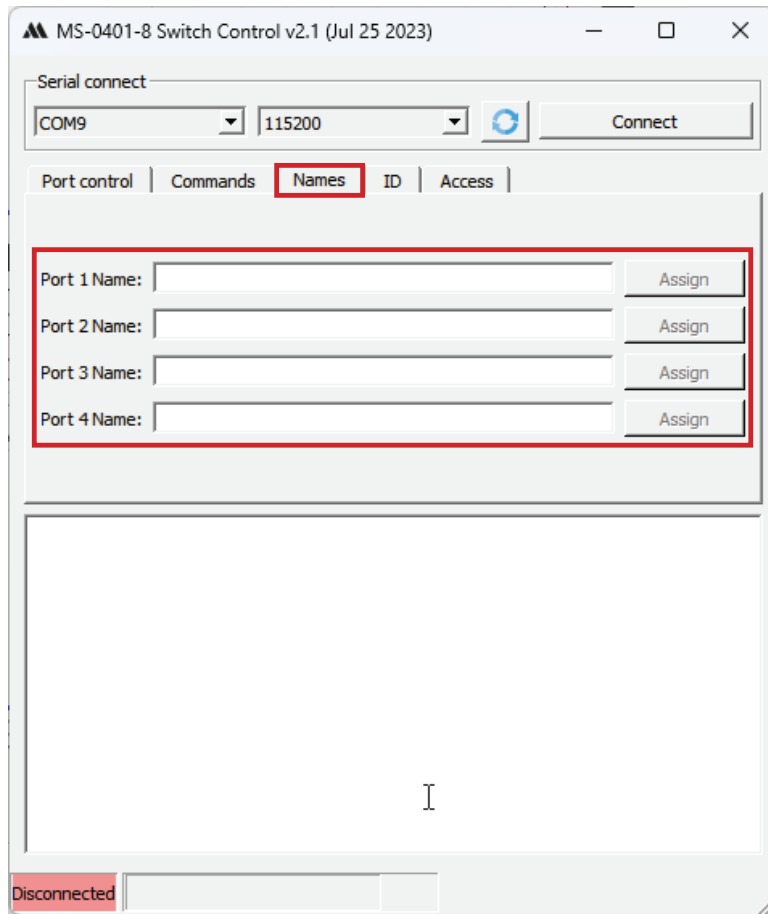 MS-0401-8 Switch Control v2.1 (Jul 25 2023)
Serial connect
COM9 115200 Connect
Port control Commands Names ID Access
Port 1 Name: Assign
Port 2 Name: Assign
Port 3 Name: Assign
Port 4 Name: Assign
Disconnected